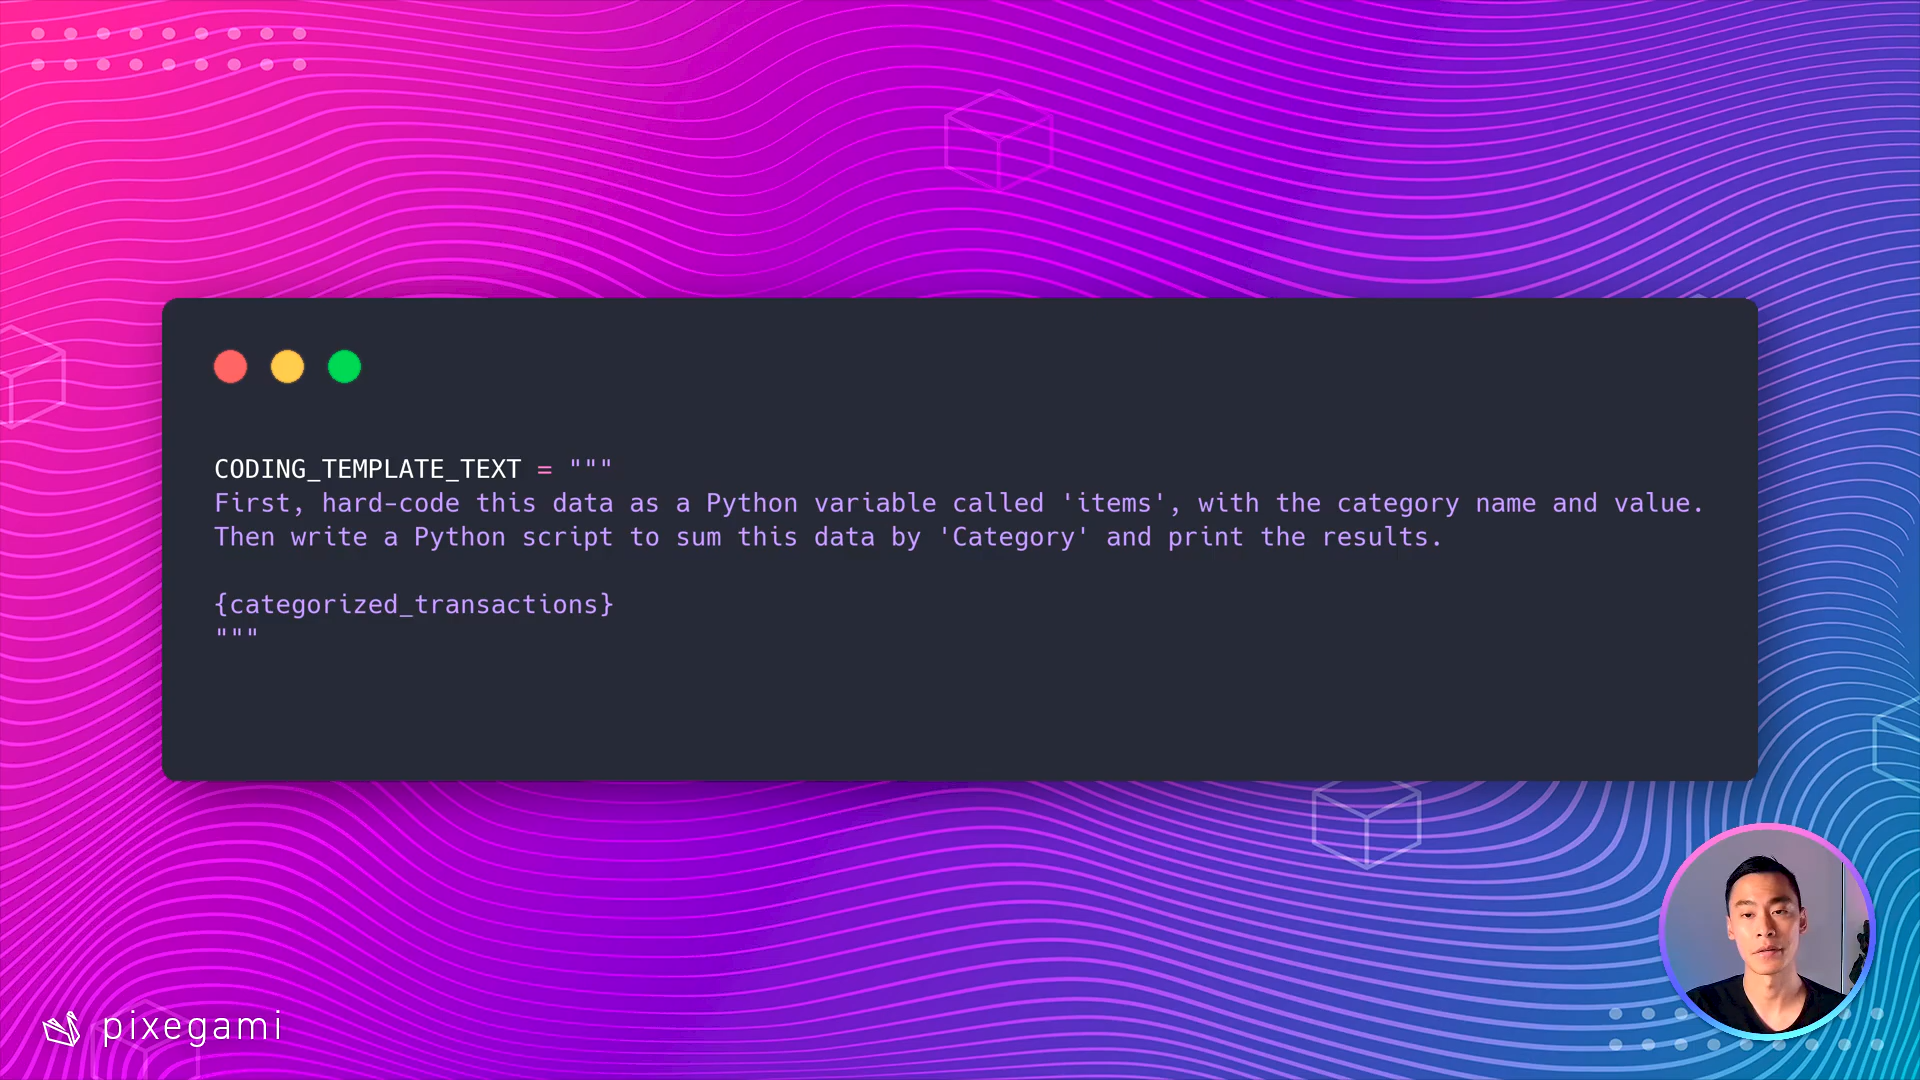 CODING_TEMPLATE_TEXT = """
First, hard-code this data as a Python variable called 'items', with the category name and value.
Then write a Python script to sum this data by 'Category' and print the results.
{categorized_transactions}
"""
pixegami